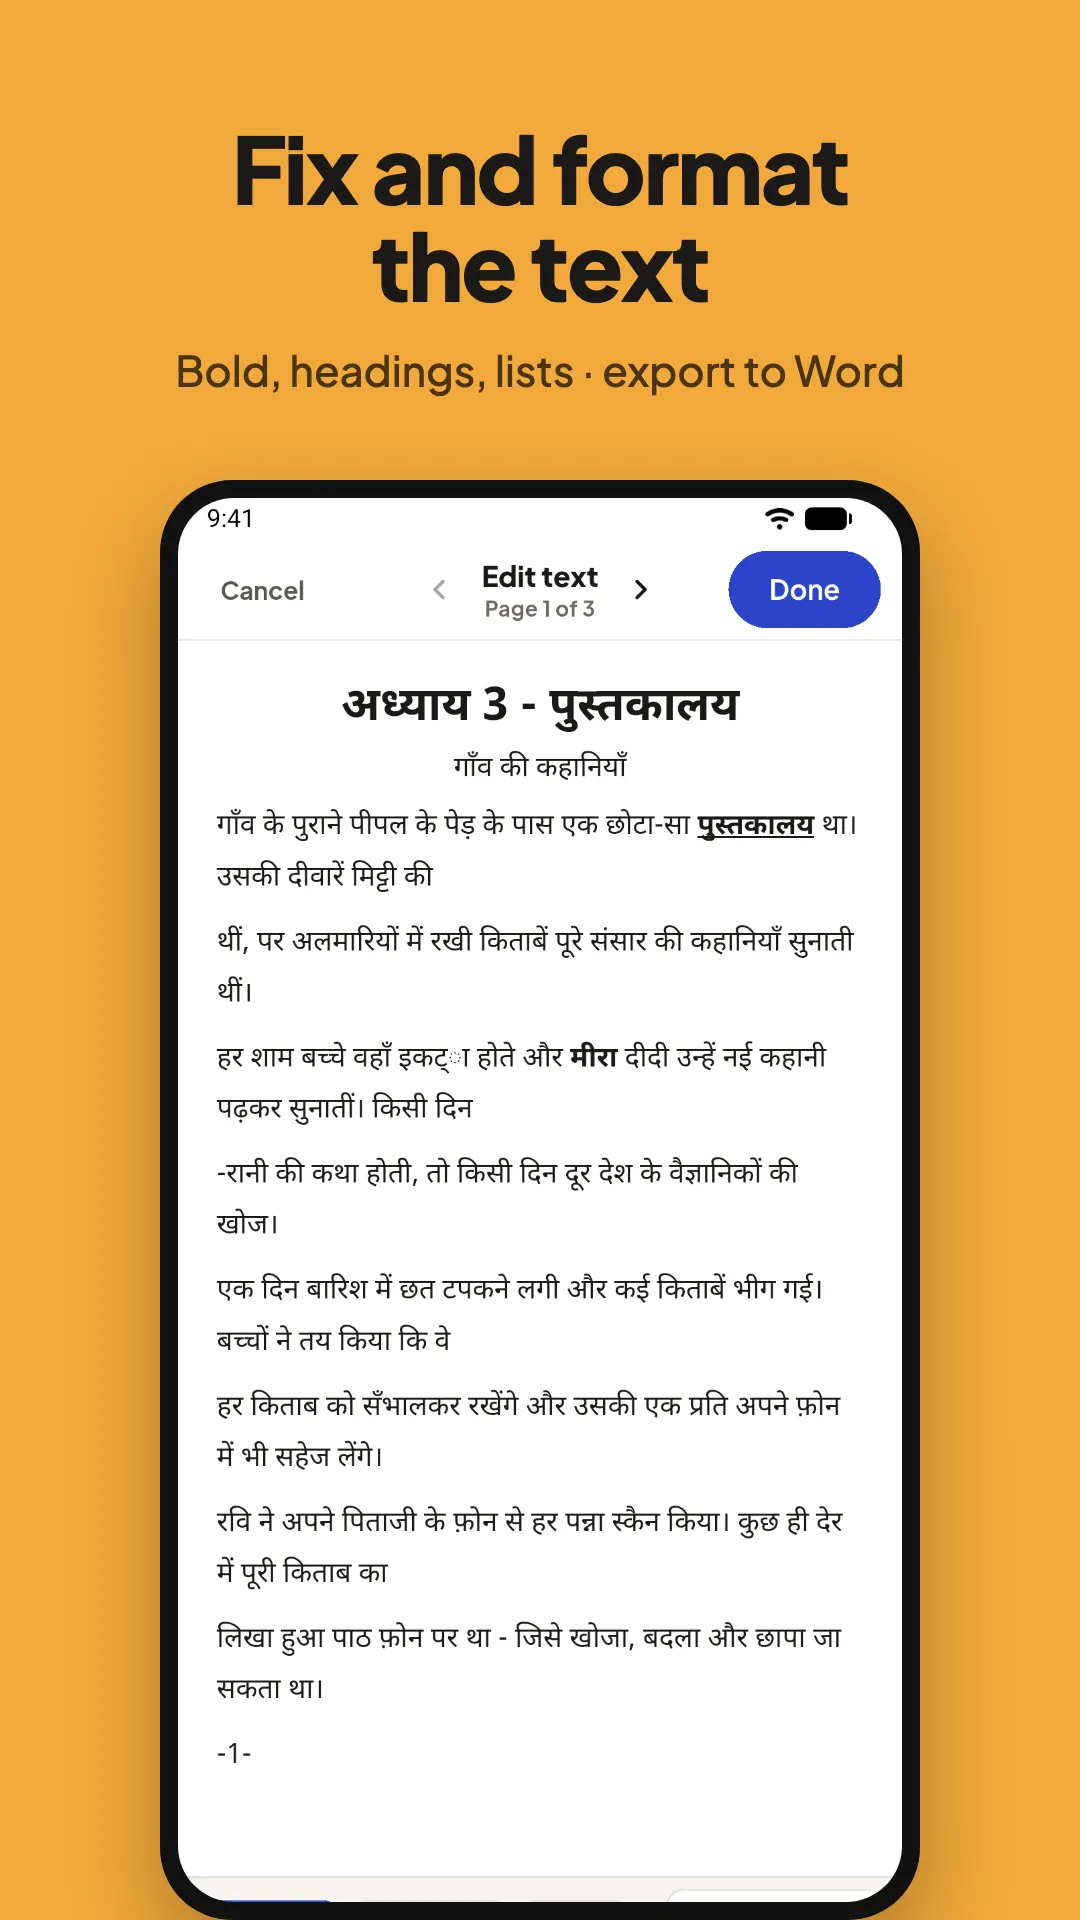 Fix and format
the text
Bold, headings, lists · export to Word
9:41
Cancel
Edit text
Page 1 of 3
Done
अध्याय 3 - पुस्तकालय
गाँव की कहानियाँ
गाँव के पुराने पीपल के पेड़ के पास एक छोटा-सा पुस्तकालय था।
उसकी दीवारें मिट्टी की
थीं, पर अलमारियों में रखी किताबें पूरे संसार की कहानियाँ सुनाती
थीं।
हर शाम बच्चे वहाँ इकट्ा होते और मीरा दीदी उन्हें नई कहानी
पढ़कर सुनातीं। किसी दिन
-रानी की कथा होती, तो किसी दिन दूर देश के वैज्ञानिकों की
खोज।
एक दिन बारिश में छत टपकने लगी और कई किताबें भीग गई।
बच्चों ने तय किया कि वे
हर किताब को सँभालकर रखेंगे और उसकी एक प्रति अपने फ़ोन
में भी सहेज लेंगे।
रवि ने अपने पिताजी के फ़ोन से हर पन्ना स्कैन किया। कुछ ही देर
में पूरी किताब का
लिखा हुआ पाठ फ़ोन पर था - जिसे खोजा, बदला और छापा जा
सकता था।
-1-